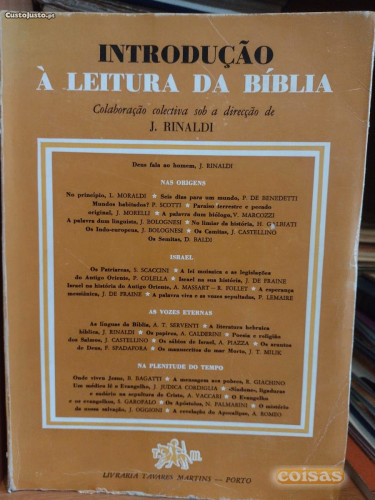 CustoJusto.pt
INTRODUÇÃO
À LEITURA DA BÍBLIA
Colaboração colectiva sob a direcção de
J. RINALDI
Deus fala ao homem, J. RINALDI
NAS ORIGENS
No princípio, L. MORALDI ★ Seis dias para um mundo, P. DE BENEDETTI
Mundos habitados? P. SCOTTI ★ Paraíso terrestre e pecado
original, J. MORELLI ★ A palavra dum biólogo, V. MARCOZZI
A palavra dum linguista, J. BOLOGNESI ★ No limiar da história, H. GALBIATI
Os Indo-europeus, J. BOLOGNESI ★ Os Camitas, J. CASTELLINO
Os Semitas, D. BALDI
ISRAEL
Os Patriarcas, S. SCACCINI ★ A lei mosaica e as legislações
do Antigo Oriente, P. COLELLA ★ Israel na sua história, J. DE FRAINE
Israel na história do Antigo Oriente, A. MASSART - R. FOLLET ★ A esperança
messiânica, J. DE FRAINE ★ A palavra viva e as vozes sepultadas, P. LEMAIRE
AS VOZES ETERNAS
As línguas da Bíblia, A. T. SERVENTI ★ A literatura hebraica
bíblica, J. RINALDI ★ Os papiros, A. CALDERINI ★ Poesia e religião
dos Salmos, J. CASTELLINO ★ Os sábios de Israel, A. PIAZZA ★ Os arautos
de Deus, F. SPADAFORA ★ Os manuscritos do mar Morto, J. T. MILIK
NA PLENITUDE DO TEMPO
Onde viveu Jesus, B. BAGATTI ★ A mensagem aos pobres, R. GIACHINO
Um médico lê o Evangelho, J. JUDICA CORDIGLIA ★ «Síndone», ligaduras
e sudário na sepultura de Cristo, A. VACCARI ★ O Evangelho
e os evangelhos, S. GAROFALO ★ Os Apóstolos, N. PALMARINI ★ O mistério
da nossa salvação, J. OGGIONI ★ A revelação do Apocalipse, A. ROMEO
LIVRARIA TAVARES MARTINS — PORTO
coisas